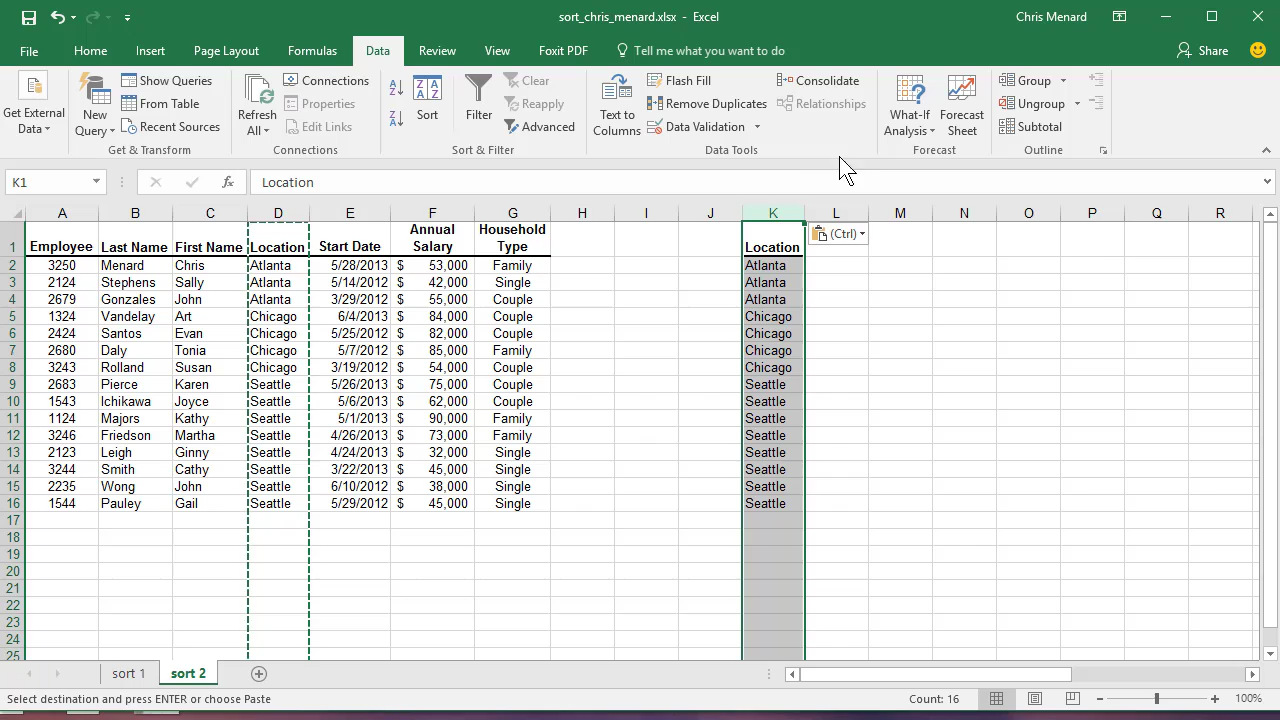 sort_chris_menard.xlsx - Excel
Chris Menard
File Home Insert Page Layout Formulas Data Review View Foxit PDF Tell me what you want to do Share
Get External Data
New Query
Show Queries
From Table
Recent Sources
Get & Transform
Refresh All
Connections
Properties
Edit Links
Connections
Sort
Filter
Clear
Reapply
Advanced
Sort & Filter
Text to Columns
Flash Fill
Remove Duplicates
Data Validation
Consolidate
Relationships
Data Tools
What-If Analysis
Forecast Sheet
Forecast
Group
Ungroup
Subtotal
Outline
K1 fx Location
A B C D E F G H I J K L M N O P Q R
1 Employee Last Name First Name Location Start Date Annual Salary Household Type Location (Ctrl)
2 3250 Menard Chris Atlanta 5/28/2013 $ 53,000 Family Atlanta
3 2124 Stephens Sally Atlanta 5/14/2012 $ 42,000 Single Atlanta
4 2679 Gonzales John Atlanta 3/29/2012 $ 55,000 Couple Atlanta
5 1324 Vandelay Art Chicago 6/4/2013 $ 84,000 Couple Chicago
6 2424 Santos Evan Chicago 5/25/2012 $ 82,000 Couple Chicago
7 2680 Daly Tonia Chicago 5/7/2012 $ 85,000 Family Chicago
8 3243 Rolland Susan Chicago 3/19/2012 $ 54,000 Couple Chicago
9 2683 Pierce Karen Seattle 5/26/2013 $ 75,000 Couple Seattle
10 1543 Ichikawa Joyce Seattle 5/6/2013 $ 62,000 Couple Seattle
11 1124 Majors Kathy Seattle 5/1/2013 $ 90,000 Family Seattle
12 3246 Friedson Martha Seattle 4/26/2013 $ 73,000 Family Seattle
13 2123 Leigh Ginny Seattle 4/24/2013 $ 32,000 Single Seattle
14 3244 Smith Cathy Seattle 3/22/2013 $ 45,000 Single Seattle
15 2235 Wong John Seattle 6/10/2012 $ 38,000 Single Seattle
16 1544 Pauley Gail Seattle 5/29/2012 $ 45,000 Single Seattle
17
18
19
20
21
22
23
24
25
sort 1 sort 2
Select destination and press ENTER or choose Paste Count: 16 100%